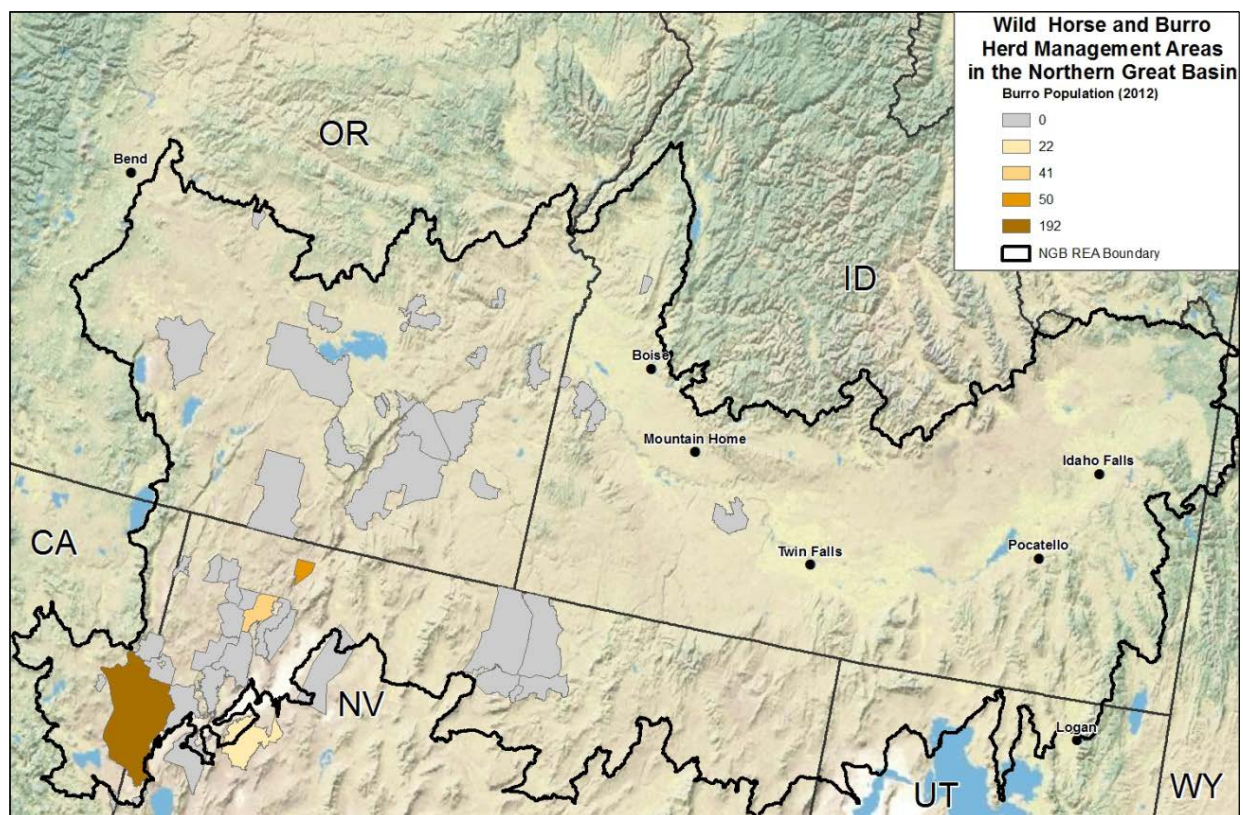 Wild Horse and Burro
Herd Management Areas
in the Northern Great Basin
Burro Population (2012)
0
22
41
50
192
NGB REA Boundary
OR
Bend
ID
Boise
Mountain Home
Idaho Falls
CA
Twin Falls
Pocatello
NV
Logan
UT
WY